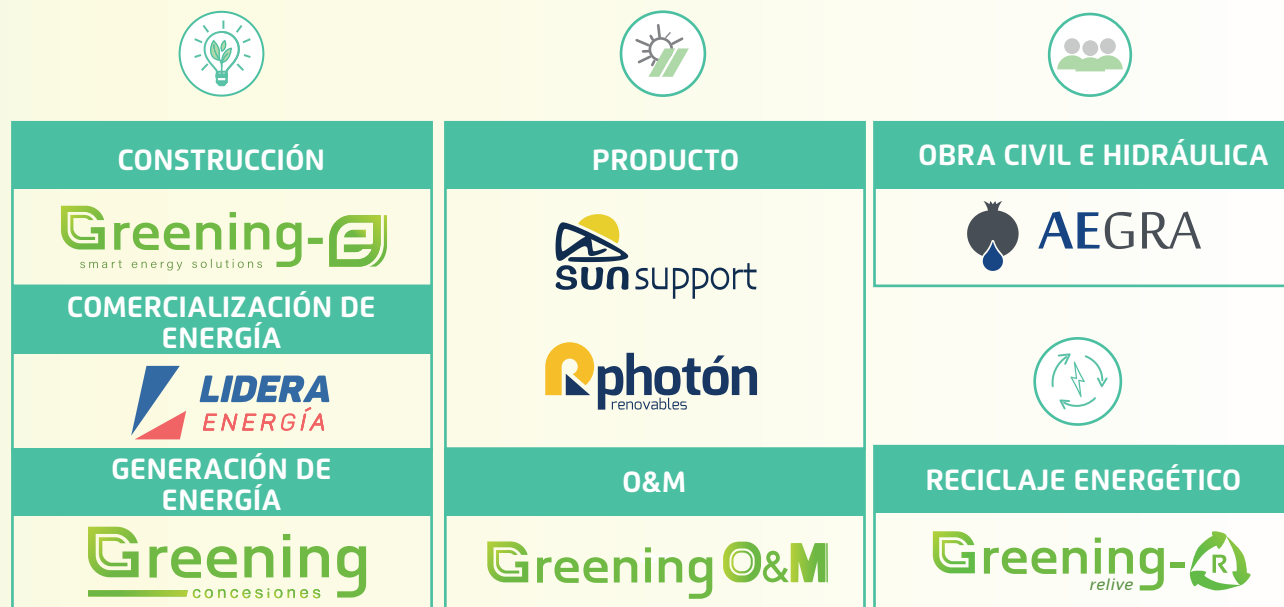 CONSTRUCCIÓN
Greening-e
smart energy solutions
COMERCIALIZACIÓN DE
ENERGÍA
LIDERA
ENERGÍA
GENERACIÓN DE
ENERGÍA
Greening
concesiones
PRODUCTO
sun support
Rphotón
renovables
O&M
Greening O&M
OBRA CIVIL E HIDRÁULICA
AEGRA
RECICLAJE ENERGÉTICO
Greening-R
relive